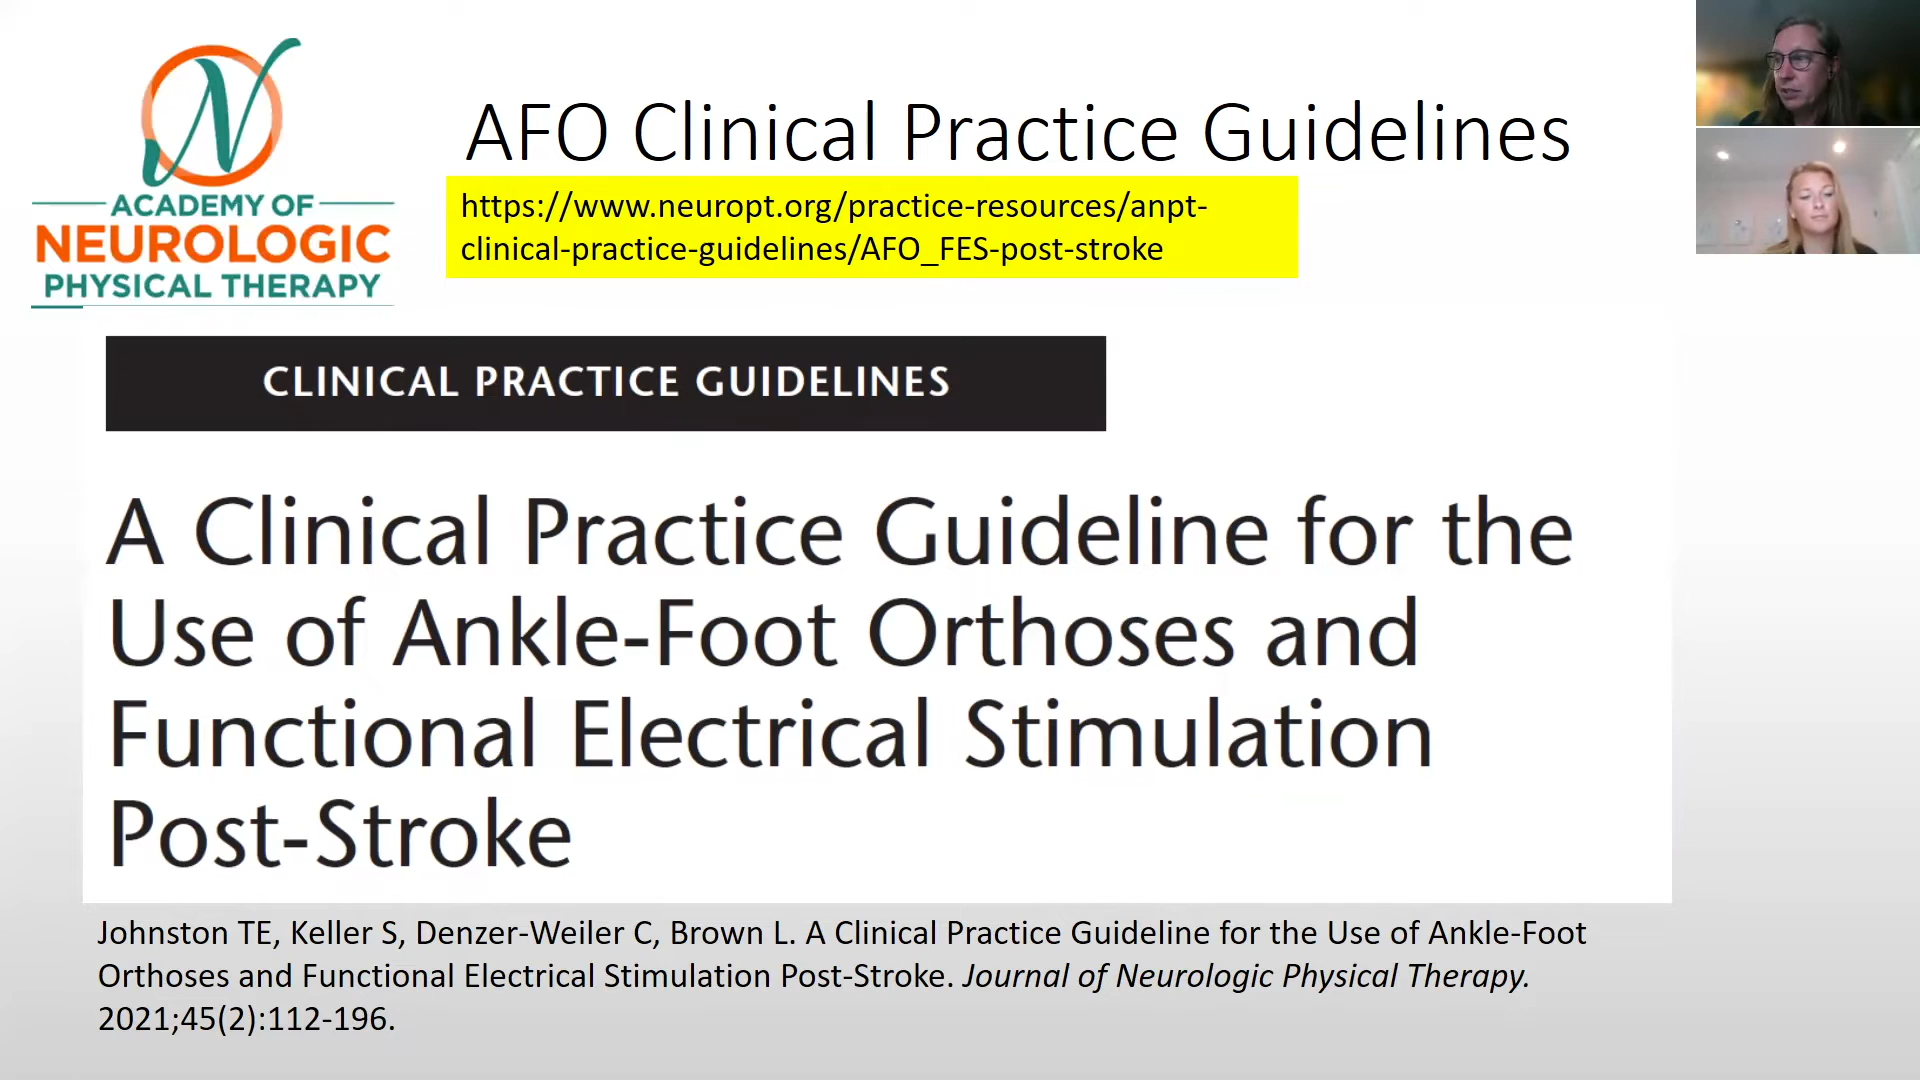 ACADEMY OF
NEUROLOGIC
PHYSICAL THERAPY
AFO Clinical Practice Guidelines
https://www.neuropt.org/practice-resources/anpt-
clinical-practice-guidelines/AFO_FES-post-stroke
CLINICAL PRACTICE GUIDELINES
A Clinical Practice Guideline for the
Use of Ankle-Foot Orthoses and
Functional Electrical Stimulation
Post-Stroke
Johnston TE, Keller S, Denzer-Weiler C, Brown L. A Clinical Practice Guideline for the Use of Ankle-Foot
Orthoses and Functional Electrical Stimulation Post-Stroke. Journal of Neurologic Physical Therapy.
2021;45(2):112-196.